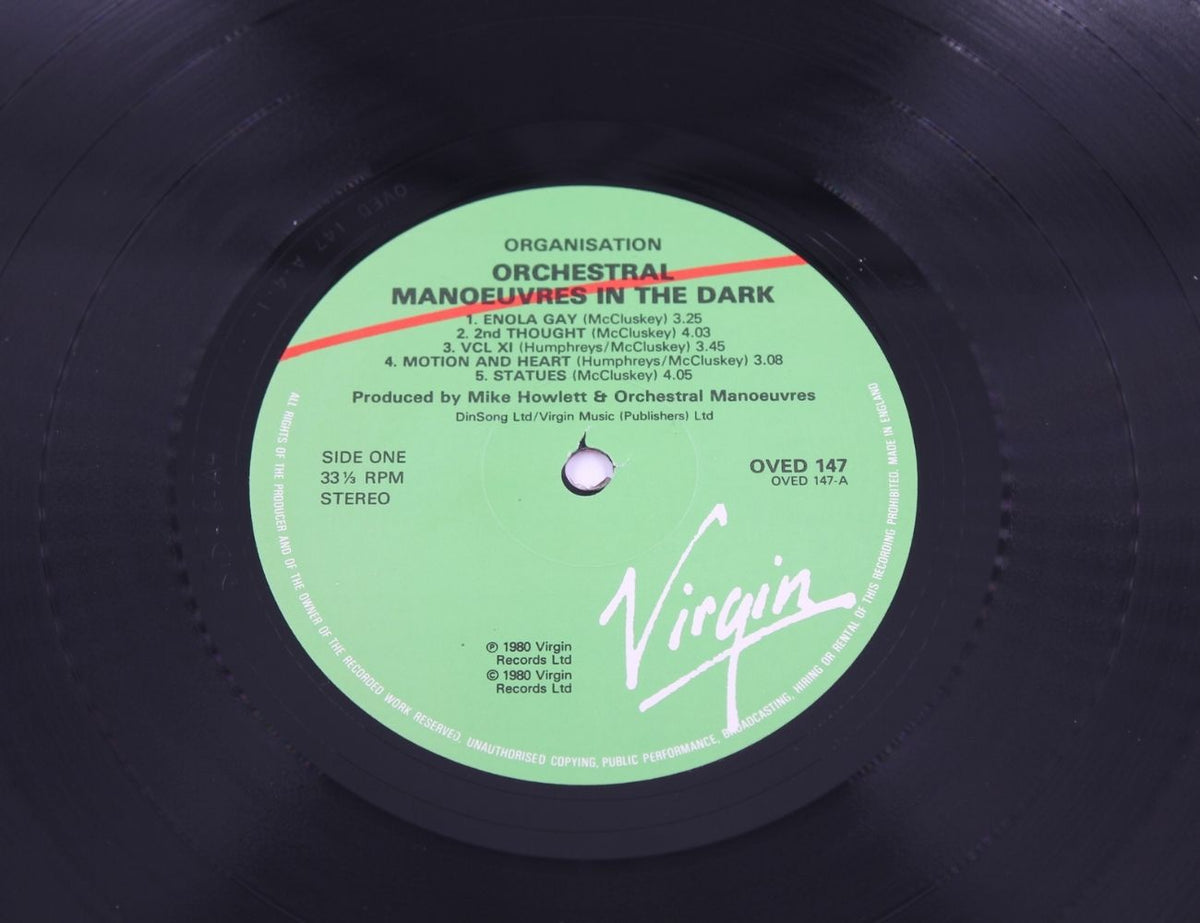 ORGANISATION
ORCHESTRAL
MANOEUVRES IN THE DARK
1. ENOLA GAY (McCluskey) 3.25
2. 2nd THOUGHT (McCluskey) 4.03
3. VCL XI (Humphreys/McCluskey) 3.45
4. MOTION AND HEART (Humphreys/McCluskey) 3.08
5. STATUES (McCluskey) 4.05
Produced by Mike Howlett & Orchestral Manoeuvres
DinSong Ltd/Virgin Music (Publishers) Ltd
SIDE ONE
33⅓ RPM
STEREO
OVED 147
OVED 147-A
Virgin
℗ 1980 Virgin
Records Ltd
© 1980 Virgin
Records Ltd
ALL RIGHTS OF THE PRODUCER AND OF THE OWNER OF THE RECORDED WORK RESERVED. UNAUTHORISED COPYING, PUBLIC PERFORMANCE, BROADCASTING, HIRING OR RENTAL OF THIS RECORDING PROHIBITED. MADE IN ENGLAND
OVED 147